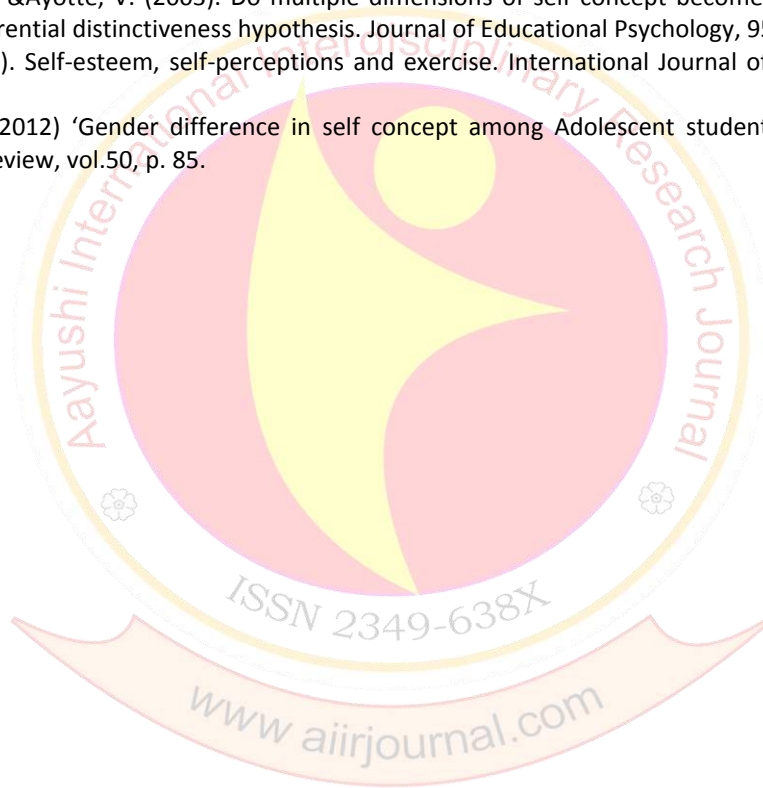 &Ayotte, V. (2003). Do multiple dimensions of self concept become
rential distinctiveness hypothesis. Journal of Educational Psychology, 95
). Self-esteem, self-perceptions and exercise. International Journal of
2012) 'Gender difference in self concept among Adolescent student
eview, vol.50, p. 85.
Aayushi International Interdisciplinary Research Journal
ISSN 2349-638X
www aiirjournal.com